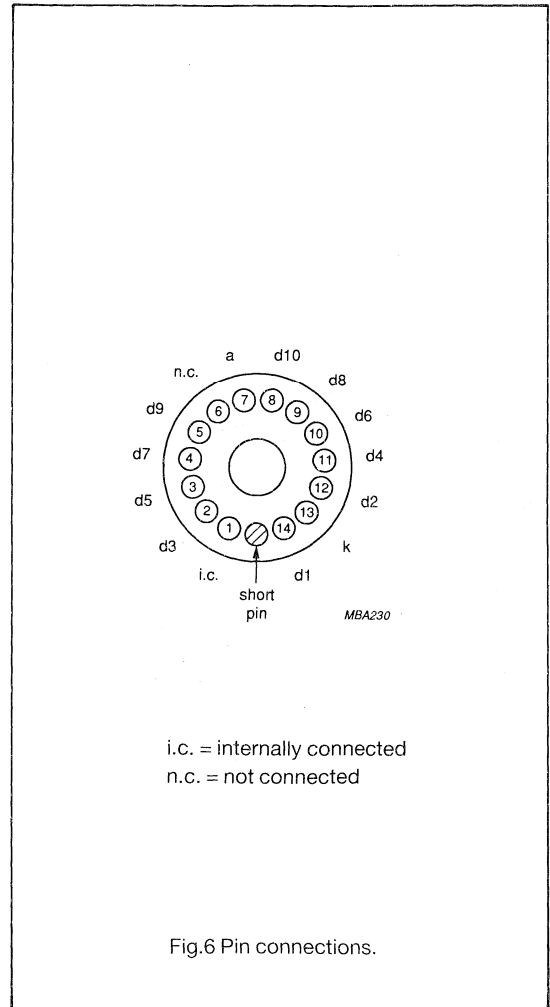 a d10
n.c. d8
d9 d6
d7 d4
d5 d2
d3 k
i.c. d1
7 8
6 9
5 10
4 11
3 12
2 13
1 14
short
pin
MBA230
i.c. = internally connected
n.c. = not connected
Fig.6 Pin connections.